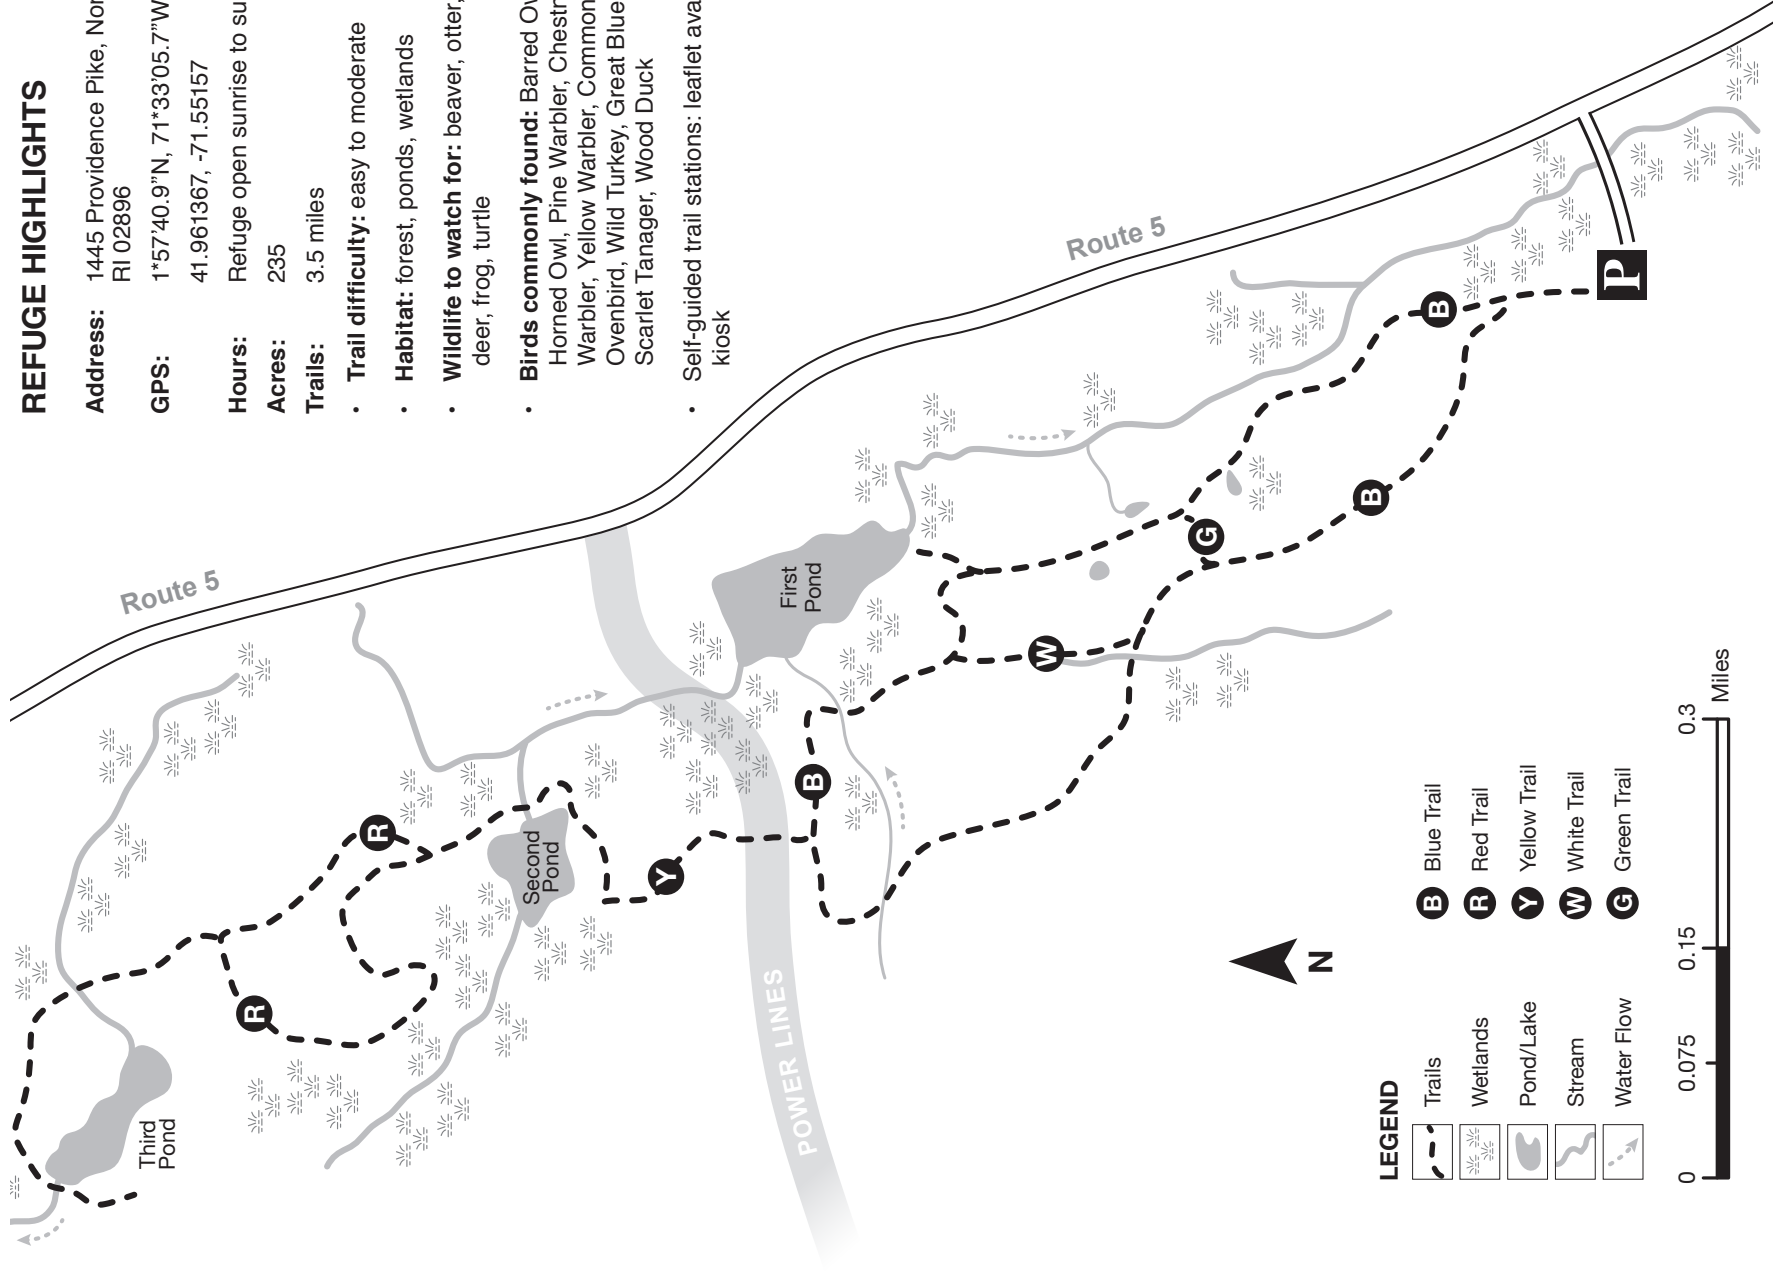 REFUGE HIGHLIGHTS
Address: 1445 Providence Pike, Nor
RI 02896
GPS: 1*57'40.9"N, 71*33'05.7"W
41.961367, -71.55157
Hours: Refuge open sunrise to su
Acres: 235
Trails: 3.5 miles
• Trail difficulty: easy to moderate
• Habitat: forest, ponds, wetlands
• Wildlife to watch for: beaver, otter,
deer, frog, turtle
• Birds commonly found: Barred Ov
Horned Owl, Pine Warbler, Chestn
Warbler, Yellow Warbler, Common
Ovenbird, Wild Turkey, Great Blue
Scarlet Tanager, Wood Duck
• Self-guided trail stations: leaflet ava
kiosk
Route 5
Route 5
Third
Pond
Second
Pond
First
Pond
POWER LINES
R
R
Y
B
W
G
B
B
P
N
LEGEND
Trails
Wetlands
Pond/Lake
Stream
Water Flow
B Blue Trail
R Red Trail
Y Yellow Trail
W White Trail
G Green Trail
0 0.075 0.15 0.3
Miles